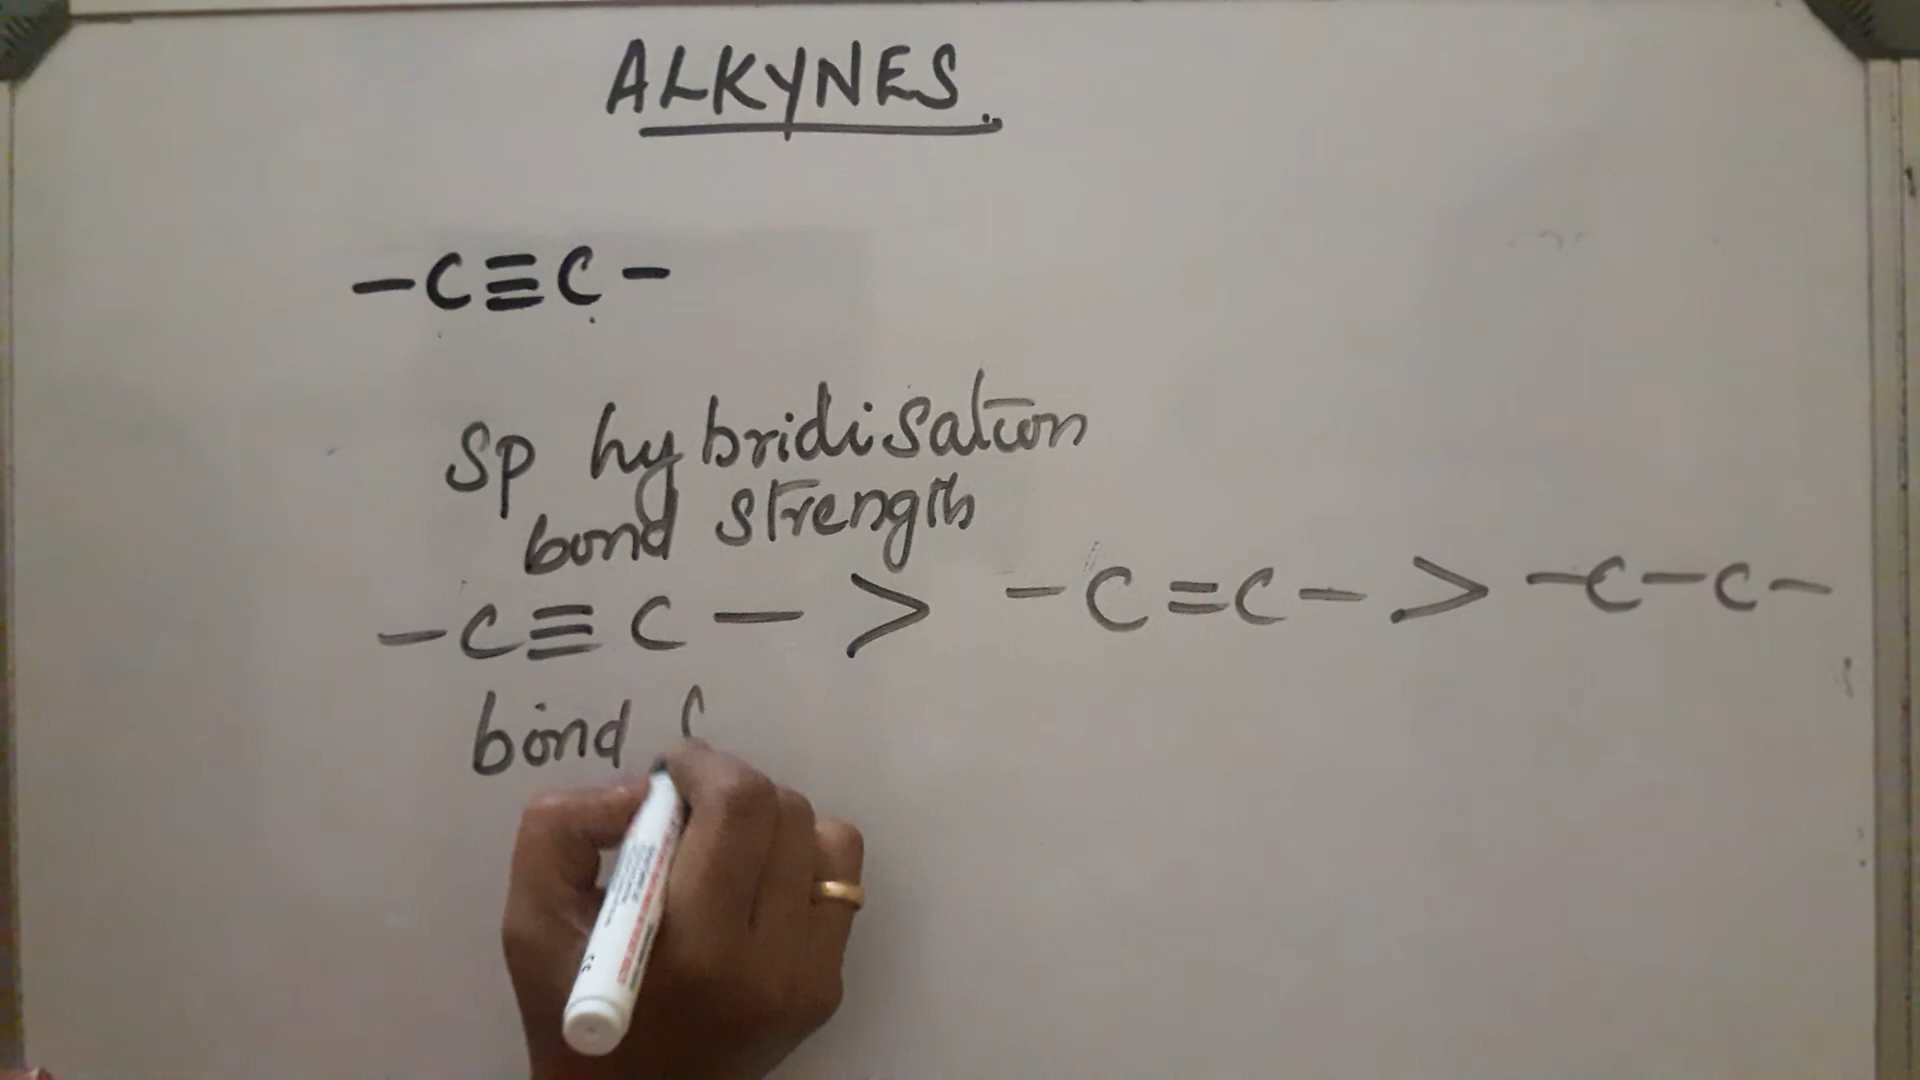 ALKYNES.
-C≡C-
Sp hybridisation
bond strength
-C≡C- > -C=C- > -C-C-
bond